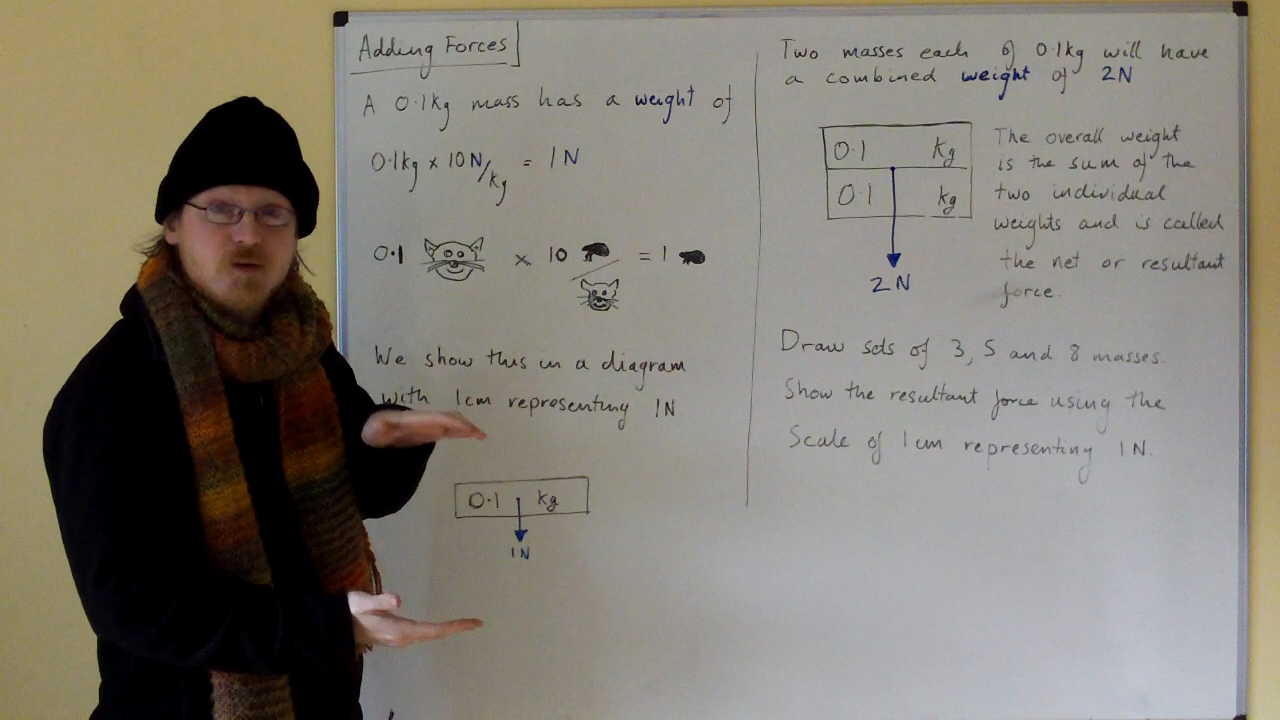 Adding Forces
A 0.1kg mass has a weight of
0.1kg x 10N/kg = 1N
0.1 x 10 / = 1
We show this in a diagram
with 1cm representing 1N
0.1 kg
1N
Two masses each of 0.1kg will have
a combined weight of 2N
0.1 kg
0.1 kg
2N
The overall weight
is the sum of the
two individual
weights and is called
the net or resultant
force.
Draw sets of 3, 5 and 8 masses.
Show the resultant force using the
Scale of 1cm representing 1N.